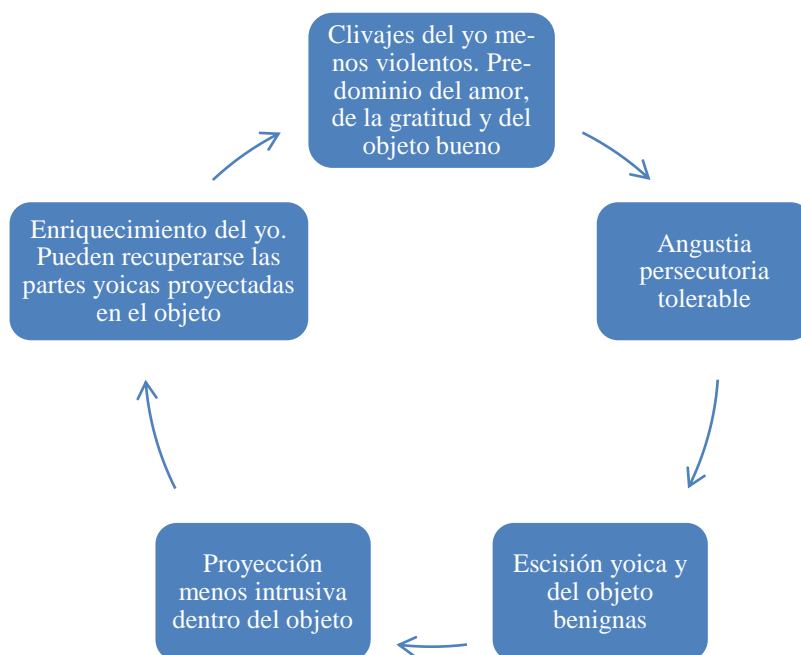 Clivajes del yo me-
nos violentos. Pre-
dominio del amor,
de la gratitud y del
objeto bueno
Angustia
persecutoria
tolerable
Escisión yoica y
del objeto
benignas
Proyección
menos intrusiva
dentro del objeto
Enriquecimiento del yo.
Pueden recuperarse las
partes yoicas proyectadas
en el objeto